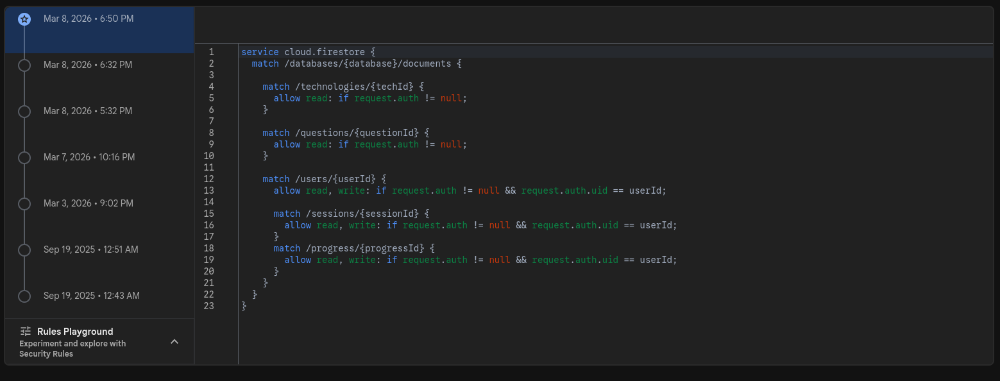 Mar 8, 2026 • 6:50 PM
Mar 8, 2026 • 6:32 PM
Mar 8, 2026 • 5:32 PM
Mar 7, 2026 • 10:16 PM
Mar 3, 2026 • 9:02 PM
Sep 19, 2025 • 12:51 AM
Sep 19, 2025 • 12:43 AM
Rules Playground
Experiment and explore with
Security Rules
1 service cloud.firestore {
2   match /databases/{database}/documents {
3
4     match /technologies/{techId} {
5       allow read: if request.auth != null;
6     }
7
8     match /questions/{questionId} {
9       allow read: if request.auth != null;
10     }
11
12     match /users/{userId} {
13       allow read, write: if request.auth != null && request.auth.uid == userId;
14
15       match /sessions/{sessionId} {
16         allow read, write: if request.auth != null && request.auth.uid == userId;
17       }
18       match /progress/{progressId} {
19         allow read, write: if request.auth != null && request.auth.uid == userId;
20       }
21     }
22   }
23 }